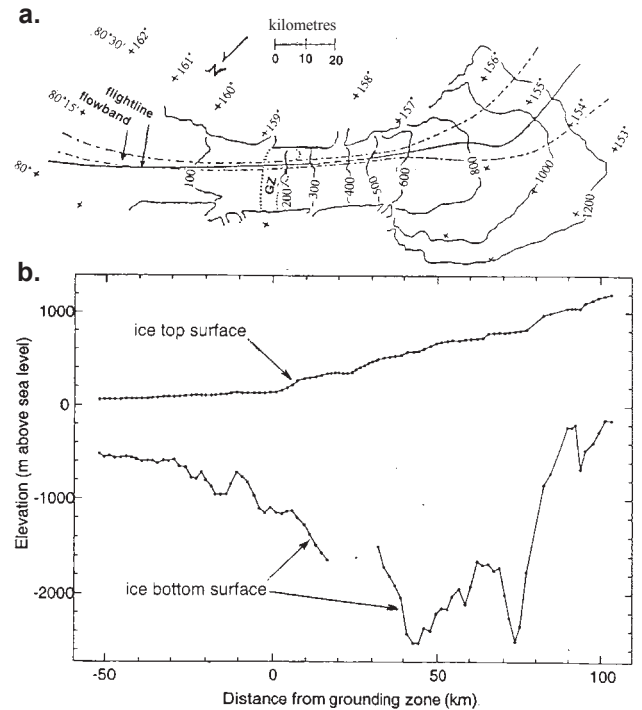 a.
kilometres
0 10 20
80°30'
+162°
+161°
+160°
+159°
+158°
+157°
+156°
+155°
+154°
+153°
80°15'
80°
flightline
flowband
100
GZ
200
300
400
500
600
800
1000
1200
b.
1000
0
-1000
-2000
Elevation (m above sea level)
ice top surface
ice bottom surface
-50 0 50 100
Distance from grounding zone (km)